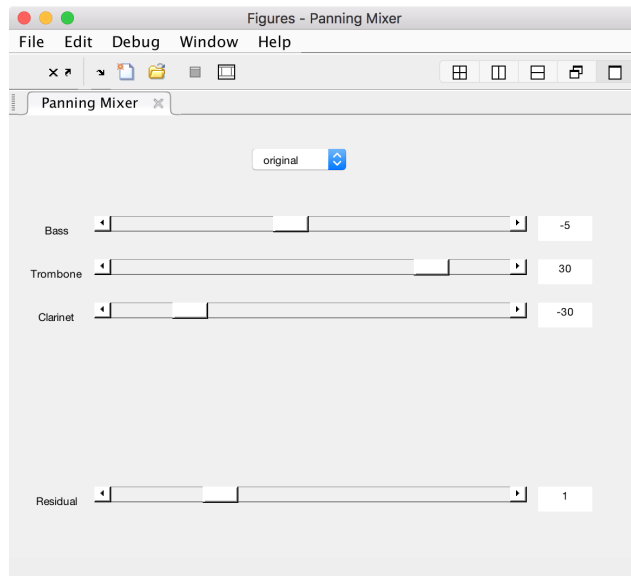 Figures - Panning Mixer
File Edit Debug Window Help
Panning Mixer
original
Bass -5
Trombone 30
Clarinet -30
Residual 1